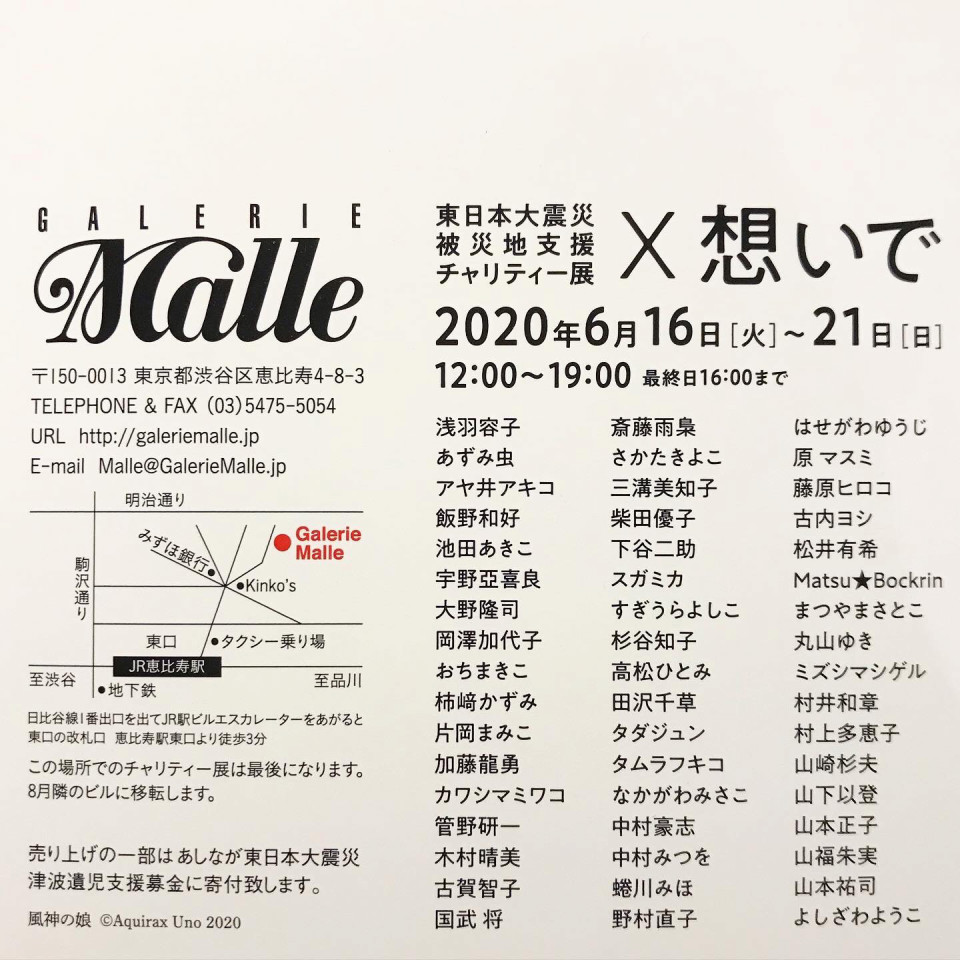 GALERIE
Malle
〒150-0013 東京都渋谷区恵比寿4-8-3
TELEPHONE & FAX (03)5475-5054
URL http://galeriemalle.jp
E-mail Malle@GalerieMalle.jp
明治通り
駒沢通り
みずほ銀行
Galerie
Malle
Kinko's
東口
タクシー乗り場
JR恵比寿駅
至渋谷
至品川
地下鉄
日比谷線1番出口を出てJR駅ビルエスカレーターをあがると
東口の改札口 恵比寿駅東口より徒歩3分
この場所でのチャリティー展は最後になります。
8月隣のビルに移転します。
売り上げの一部はあしなが東日本大震災
津波遺児支援募金に寄付致します。
風神の娘 ©Aquirax Uno 2020
東日本大震災
被災地支援
チャリティー展
×想いで
2020年6月16日[火]~21日[日]
12:00~19:00 最終日16:00まで
浅羽容子
あずみ虫
アヤ井アキコ
飯野和好
池田あきこ
宇野亞喜良
大野隆司
岡澤加代子
おちまきこ
柿﨑かずみ
片岡まみこ
加藤龍勇
カワシマミワコ
管野研一
木村晴美
古賀智子
国武 将
斎藤雨梟
さかたきよこ
三溝美知子
柴田優子
下谷二助
スガミカ
すぎうらよしこ
杉谷知子
高松ひとみ
田沢千草
タダジュン
タムラフキコ
なかがわみさこ
中村豪志
中村みつを
蜷川みほ
野村直子
はせがわゆうじ
原 マスミ
藤原ヒロコ
古内ヨシ
松井有希
Matsu★Bockrin
まつやまさとこ
丸山ゆき
ミズシマシゲル
村井和章
村上多恵子
山崎杉夫
山下以登
山本正子
山福朱実
山本祐司
よしざわようこ